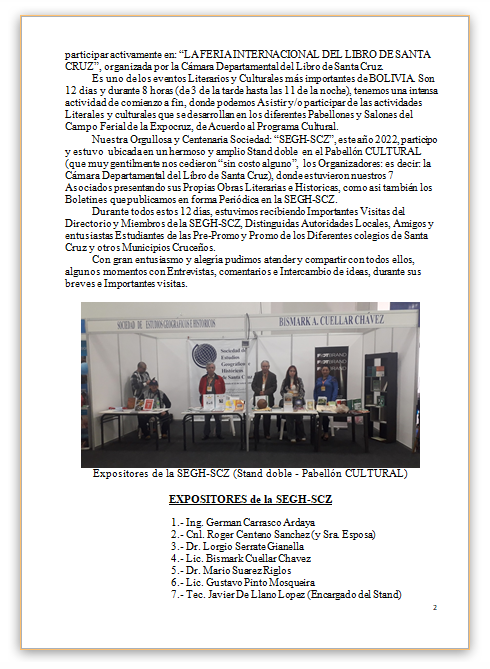 participar activamente en: “LA FERIA INTERNACIONAL DEL LIBRO DE SANTA
CRUZ”, organizada por la Cámara Departamental del Libro de Santa Cruz.
Es uno de los eventos Literarios y Culturales más importantes de BOLIVIA. Son
12 dias y durante 8 horas (de 3 de la tarde hasta las 11 de la noche), tenemos una intensa
actividad de comienzo a fin, donde podemos Asistir y/o participar de las actividades
Literales y culturales que se desarrollan en los diferentes Pabellones y Salones del
Campo Ferial de la Expocruz, de Acuerdo al Programa Cultural.
Nuestra Orgullosa y Centenaria Sociedad: “SEGH-SCZ”, este año 2022, participo
y estuvo ubicada en un hermoso y amplio Stand doble en el Pabellón CULTURAL
(que muy gentilmente nos cedieron “sin costo alguno”, los Organizadores: es decir: la
Cámara Departamental del Libro de Santa Cruz), donde estuvieron nuestros 7
Asociados presentando sus Propias Obras Literarias e Historicas, como así también los
Boletines que publicamos en forma Periódica en la SEGH-SCZ.
Durante todos estos 12 días, estuvimos recibiendo Importantes Visitas del
Directorio y Miembros de la SEGH-SCZ, Distinguidas Autoridades Locales, Amigos y
entusiastas Estudiantes de las Pre-Promo y Promo de los Diferentes colegios de Santa
Cruz y otros Municipios Cruceños.
Con gran entusiasmo y alegría pudimos atender y compartir con todos ellos,
algunos momentos con Entrevistas, comentarios e Intercambio de ideas, durante sus
breves e Importantes visitas.
SOCIEDAD DE ESTUDIOS GEOGRAFICOS E HISTORICOS
BISMARK A. CUELLAR CHÁVEZ
Sociedad de
Estudios
Geográficos e
Históricos
de Santa Cruz
Expositores de la SEGH-SCZ (Stand doble - Pabellón CULTURAL)
EXPOSITORES de la SEGH-SCZ
1.- Ing. German Carrasco Ardaya
2.- Cnl. Roger Centeno Sanchez (y Sra. Esposa)
3.- Dr. Lorgio Serrate Gianella
4.- Lic. Bismark Cuellar Chavez
5.- Dr. Mario Suarez Riglos
6.- Lic. Gustavo Pinto Mosqueira
7.- Tec. Javier De Llano Lopez (Encargado del Stand)
2